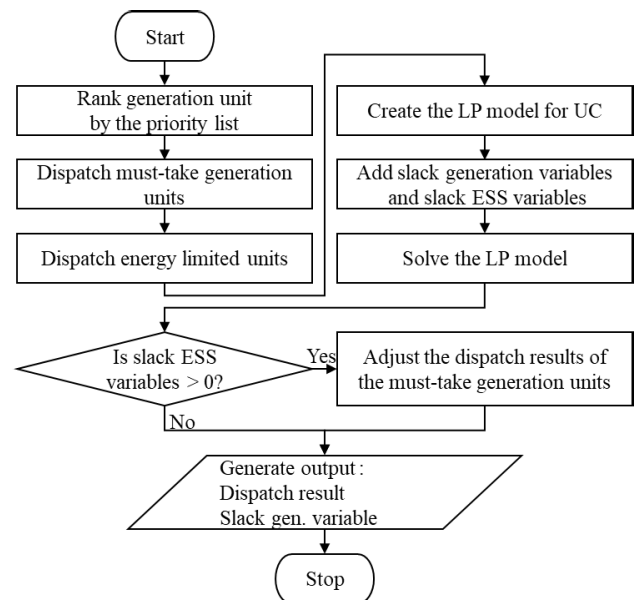 Start
Rank generation unit
by the priority list
Dispatch must-take generation
units
Dispatch energy limited units
Create the LP model for UC
Add slack generation variables
and slack ESS variables
Solve the LP model
Is slack ESS
variables > 0?
Yes
Adjust the dispatch results of
the must-take generation units
No
Generate output:
Dispatch result
Slack gen. variable
Stop